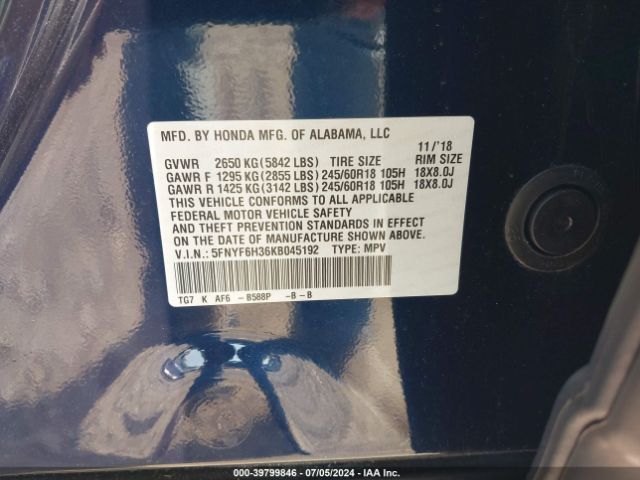 MFD. BY HONDA MFG. OF ALABAMA, LLC
11/'18
GVWR 2650 KG(5842 LBS) TIRE SIZE RIM SIZE
GAWR F 1295 KG(2855 LBS)245/60R18 105H 18X8.0J
GAWR R 1425 KG(3142 LBS)245/60R18 105H 18X8.0J
THIS VEHICLE CONFORMS TO ALL APPLICABLE
FEDERAL MOTOR VEHICLE SAFETY
AND THEFT PREVENTION STANDARDS IN EFFECT
ON THE DATE OF MANUFACTURE SHOWN ABOVE.
V.I.N.:5FNYF6H36KB045192 TYPE: MPV
TG7 K AF6 -B588P -B-B
000-39799846 - 07/05/2024 - IAA Inc.